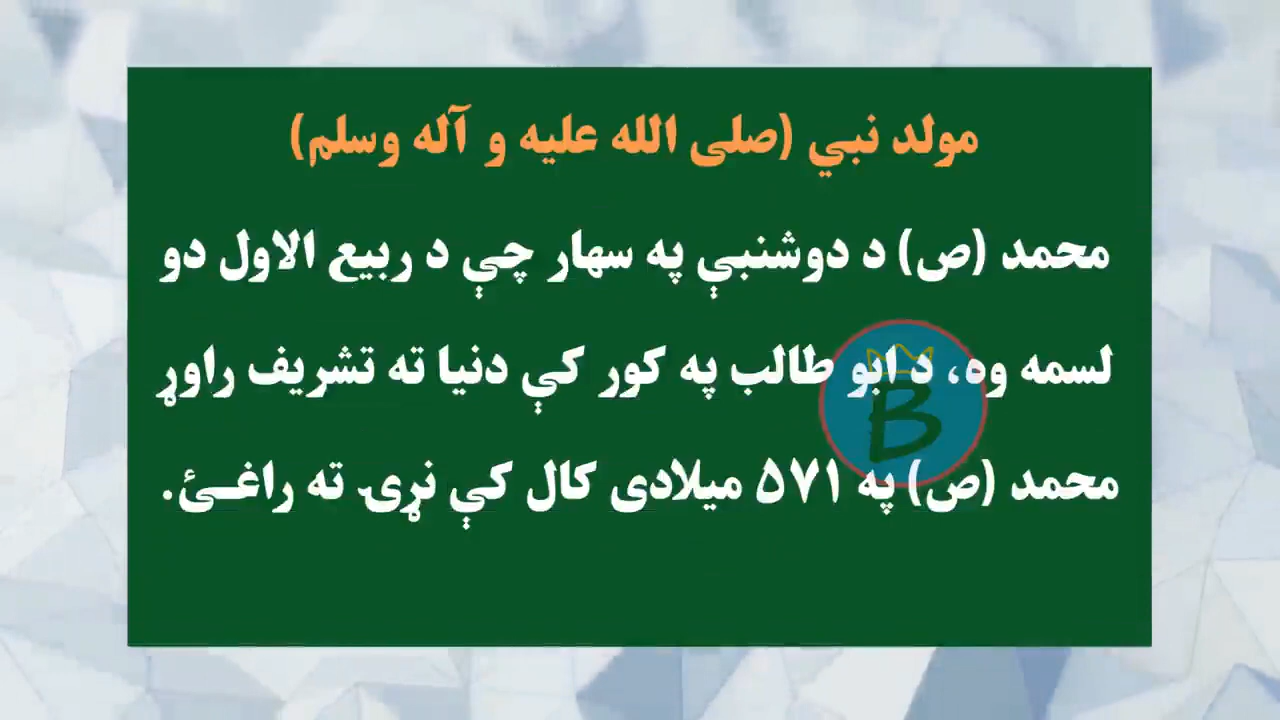 مولد نبي (صلی الله علیه و آله وسلم)
محمد (ص) د دوشنبې په سهار چې د ربیع الاول دو
لسمه وه، د ابو طالب په کور کې دنیا ته تشریف راوړ
محمد (ص) په ۵۷۱ میلادی کال کې نړۍ ته راغـئ.
B